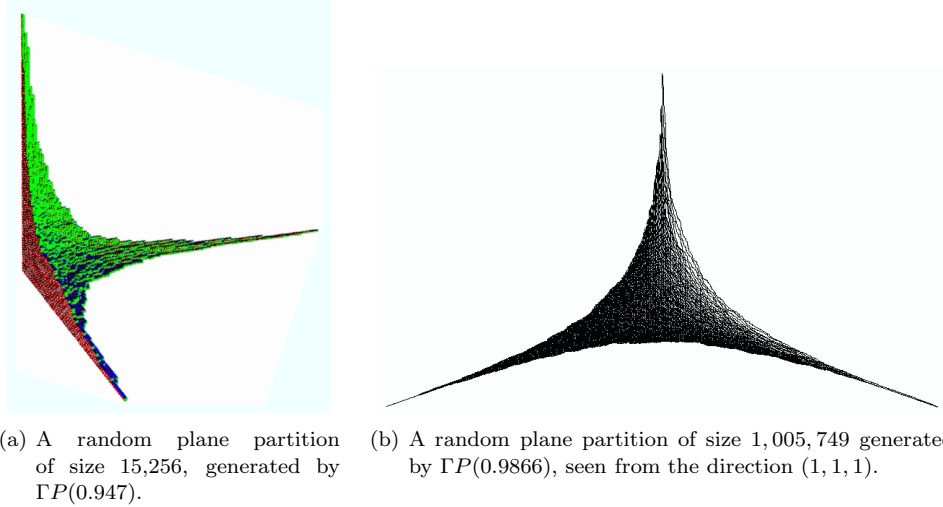 (a) A random plane partition
of size 15,256, generated by
ΓP(0.947).
(b) A random plane partition of size 1,005,749 generated
by ΓP(0.9866), seen from the direction (1,1,1).